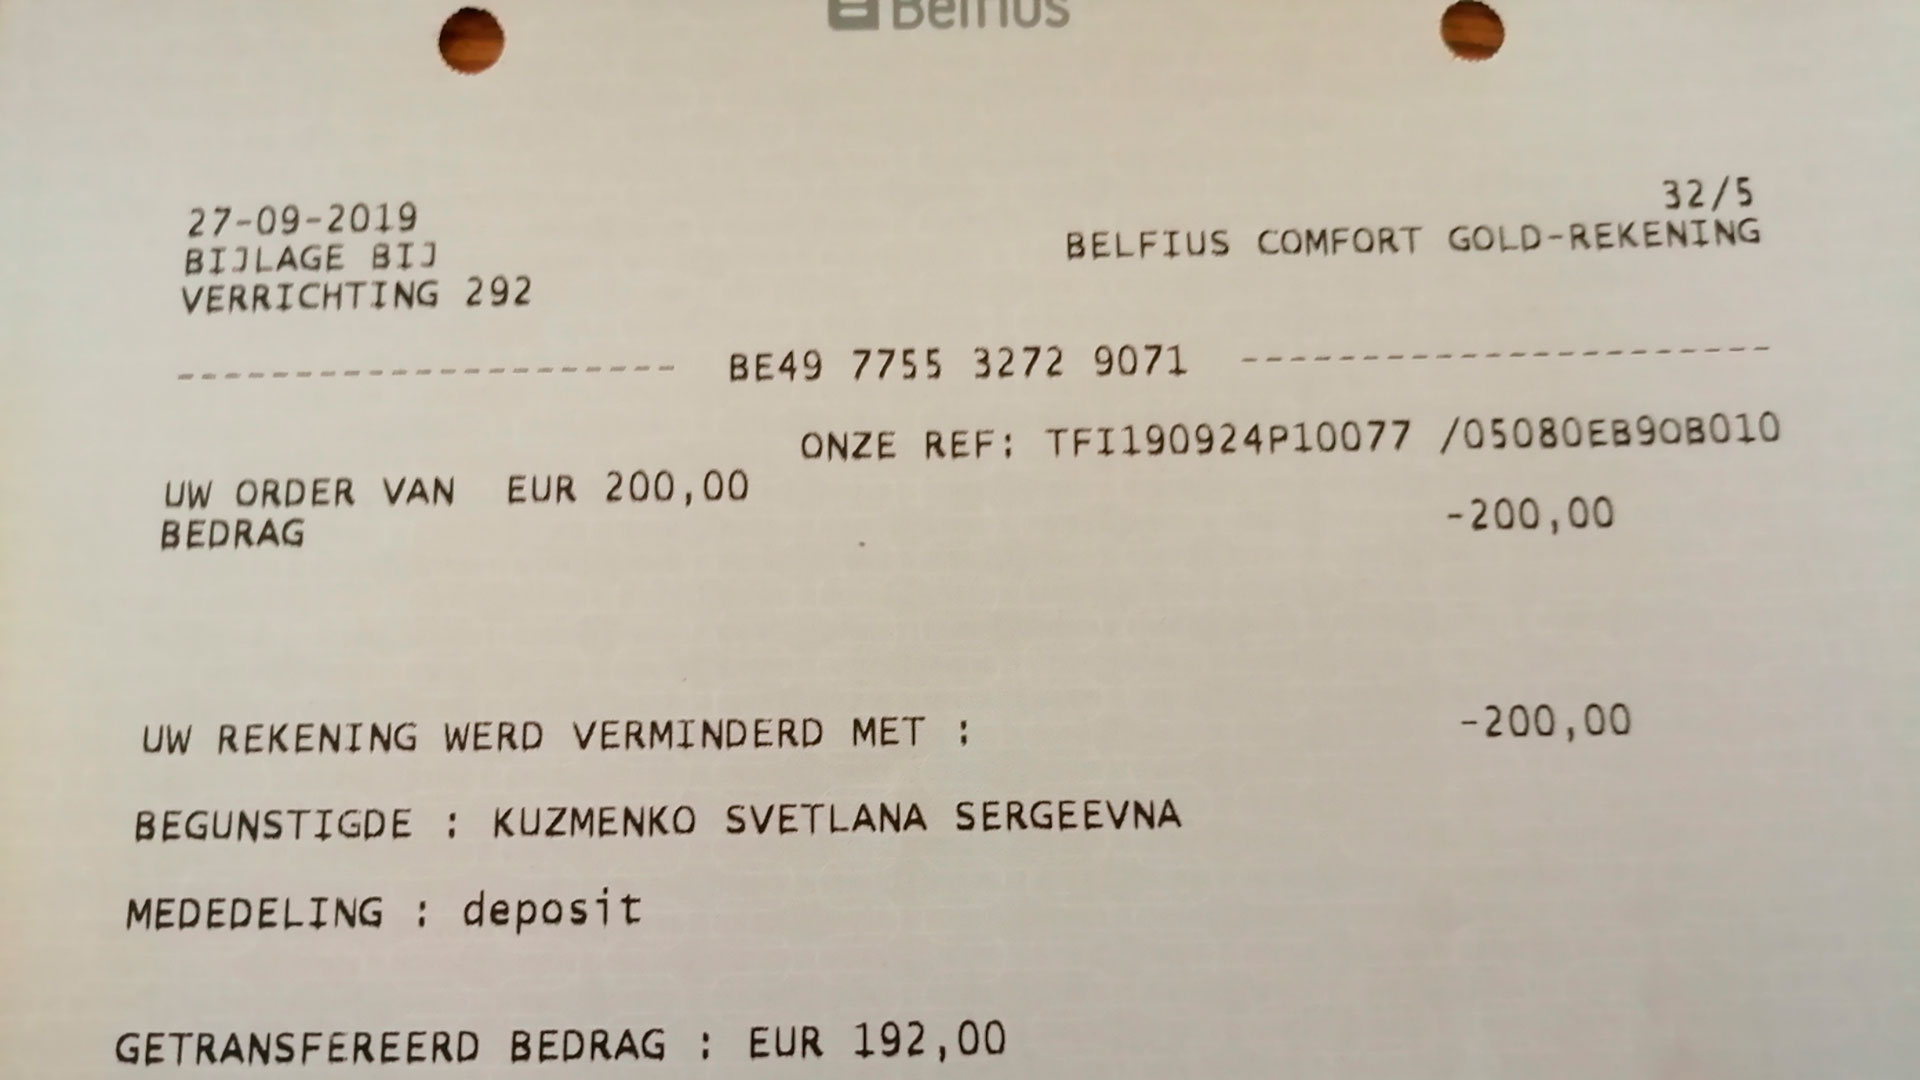 Belfius
32/5
27-09-2019
BELFIUS COMFORT GOLD-REKENING
BIJLAGE BIJ
VERRICHTING 292
---------------------- BE49 7755 3272 9071 ----------------------
ONZE REF: TFI190924P10077 /05080EB90B010
UW ORDER VAN EUR 200,00
BEDRAG -200,00
UW REKENING WERD VERMINDERD MET : -200,00
BEGUNSTIGDE : KUZMENKO SVETLANA SERGEEVNA
MEDEDELING : deposit
GETRANSFEREERD BEDRAG : EUR 192,00